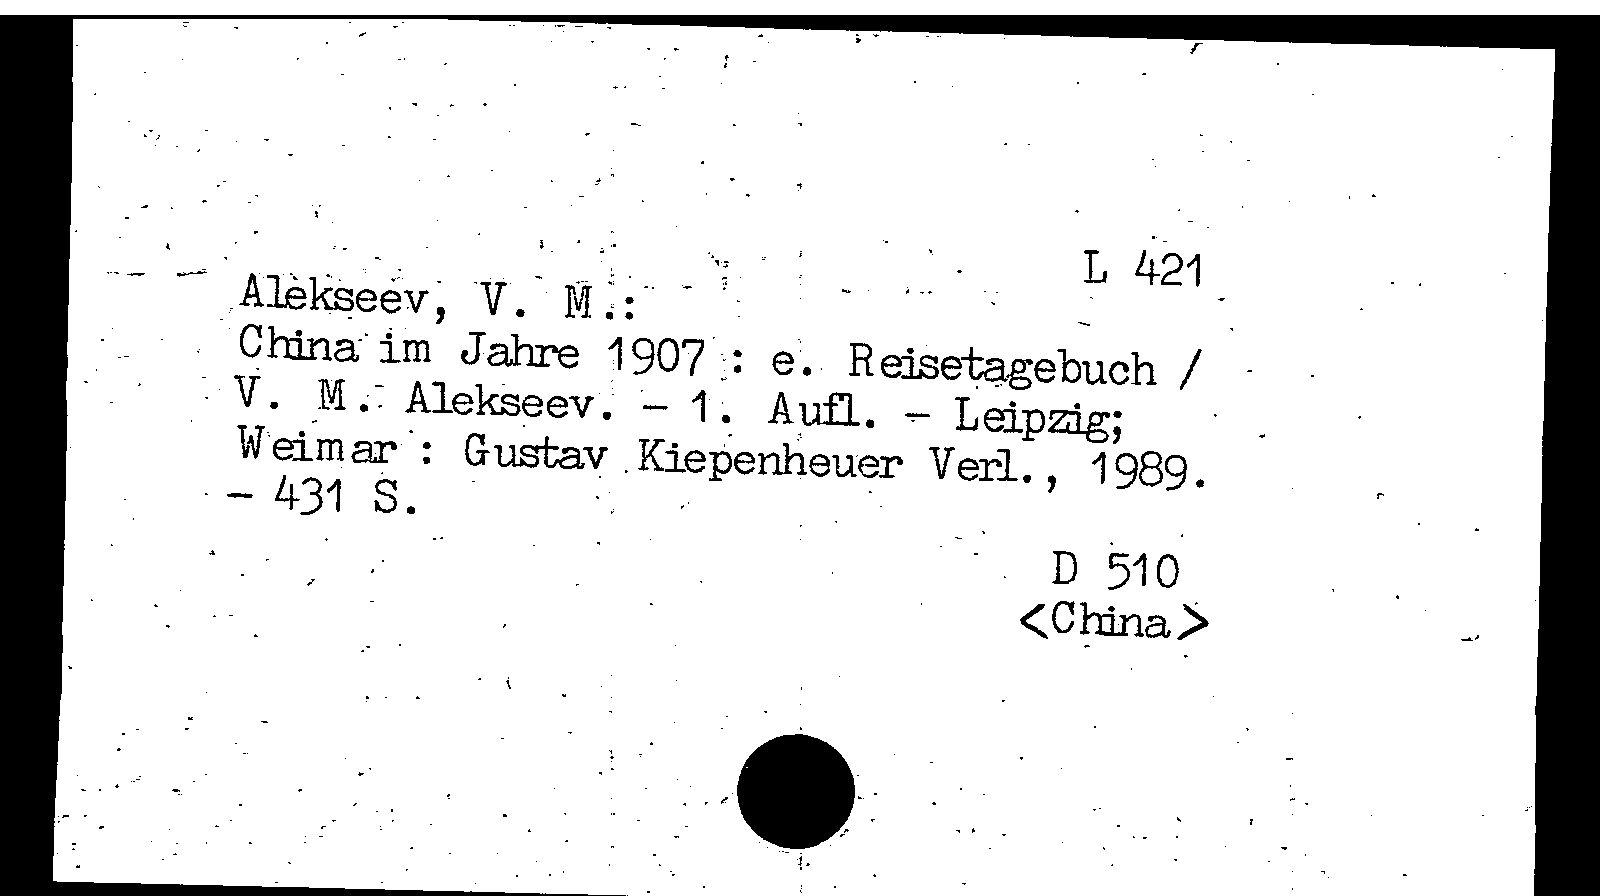 L 421
Alekseev, V. M.:
China im Jahre 1907 : e. Reisetagebuch /
V. M. Alekseev. - 1. Aufl. - Leipzig;
Weimar : Gustav Kiepenheuer Verl., 1989.
- 431 S.
D 510
<China>